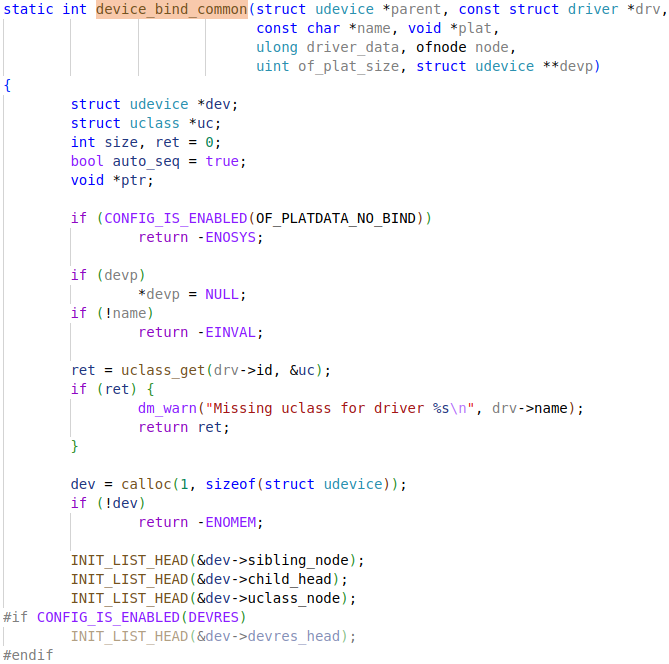 static int device_bind_common(struct udevice *parent, const struct driver *drv,
const char *name, void *plat,
ulong driver_data, ofnode node,
uint of_plat_size, struct udevice **devp)
{
struct udevice *dev;
struct uclass *uc;
int size, ret = 0;
bool auto_seq = true;
void *ptr;
if (CONFIG_IS_ENABLED(OF_PLATDATA_NO_BIND))
return -ENOSYS;
if (devp)
*devp = NULL;
if (!name)
return -EINVAL;
ret = uclass_get(drv->id, &uc);
if (ret) {
dm_warn("Missing uclass for driver %s\n", drv->name);
return ret;
}
dev = calloc(1, sizeof(struct udevice));
if (!dev)
return -ENOMEM;
INIT_LIST_HEAD(&dev->sibling_node);
INIT_LIST_HEAD(&dev->child_head);
INIT_LIST_HEAD(&dev->uclass_node);
#if CONFIG_IS_ENABLED(DEVRES)
INIT_LIST_HEAD(&dev->devres_head);
#endif